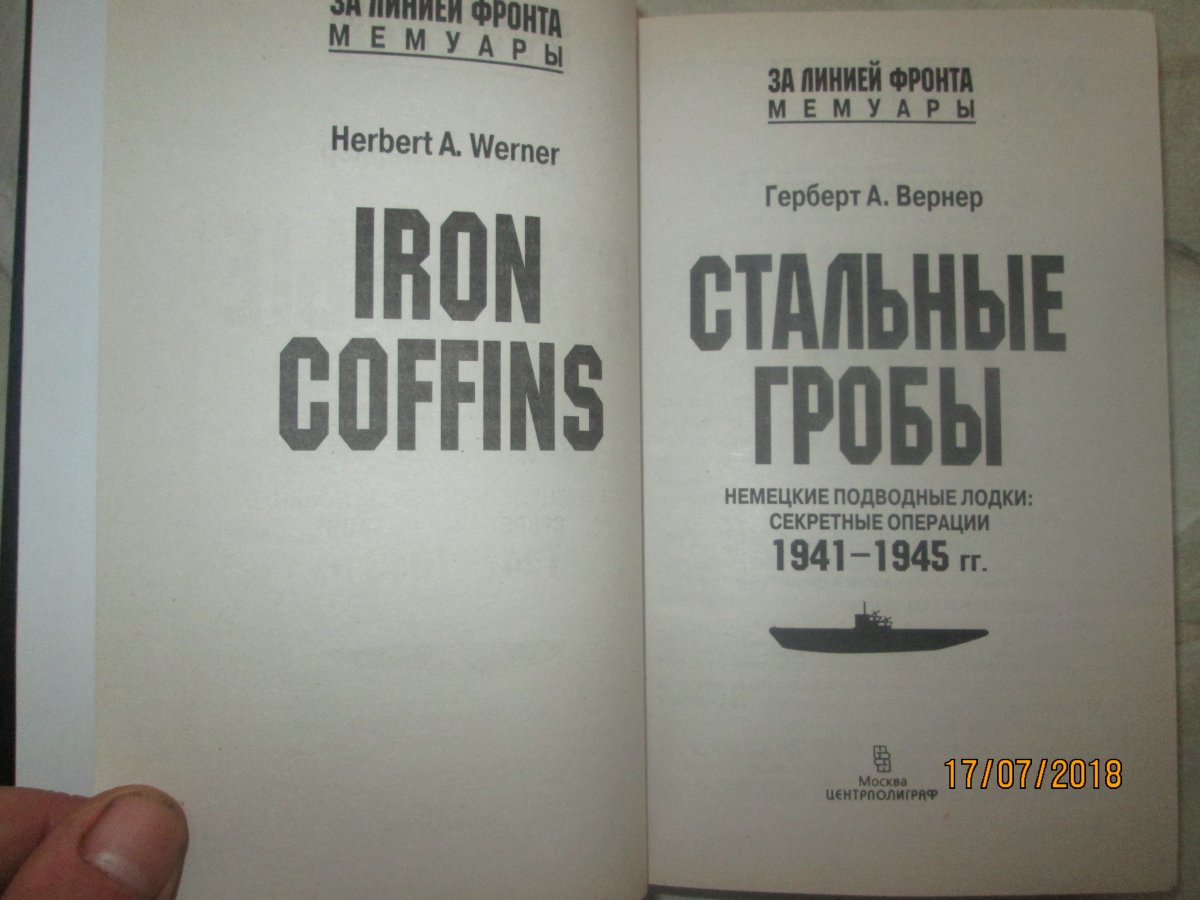 ЗА ЛИНИЕЙ ФРОНТА
МЕМУАРЫ
Herbert A. Werner
IRON
COFFINS
ЗА ЛИНИЕЙ ФРОНТА
МЕМУАРЫ
Герберт А. Вернер
СТАЛЬНЫЕ
ГРОБЫ
НЕМЕЦКИЕ ПОДВОДНЫЕ ЛОДКИ:
СЕКРЕТНЫЕ ОПЕРАЦИИ
1941–1945 гг.
Москва
ЦЕНТРПОЛИГРАФ
17/07/2018